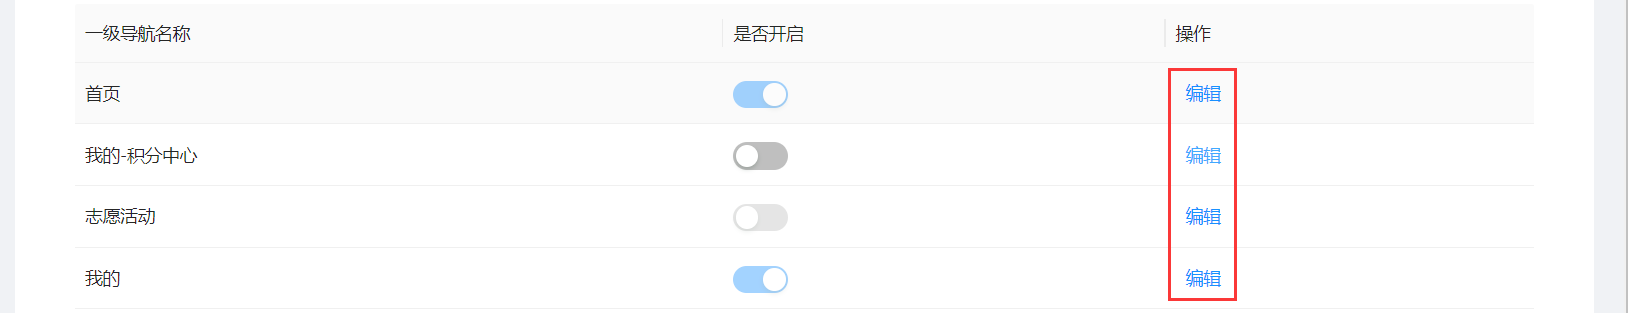 一级导航名称 是否开启 操作
首页 编辑
我的-积分中心 编辑
志愿活动 编辑
我的 编辑